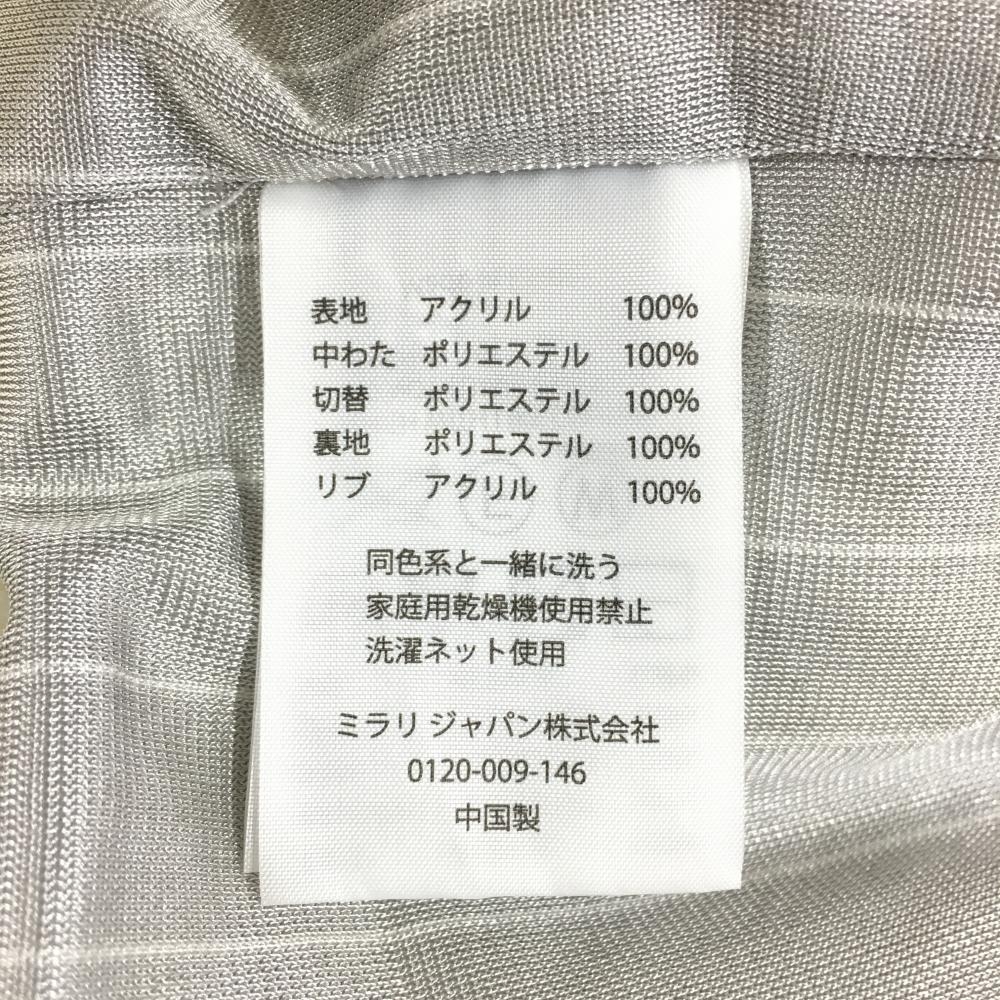 表地 アクリル 100%
中わた ポリエステル 100%
切替 ポリエステル 100%
裏地 ポリエステル 100%
リブ アクリル 100%
同色系と一緒に洗う
家庭用乾燥機使用禁止
洗濯ネット使用
ミラリ ジャパン株式会社
0120-009-146
中国製